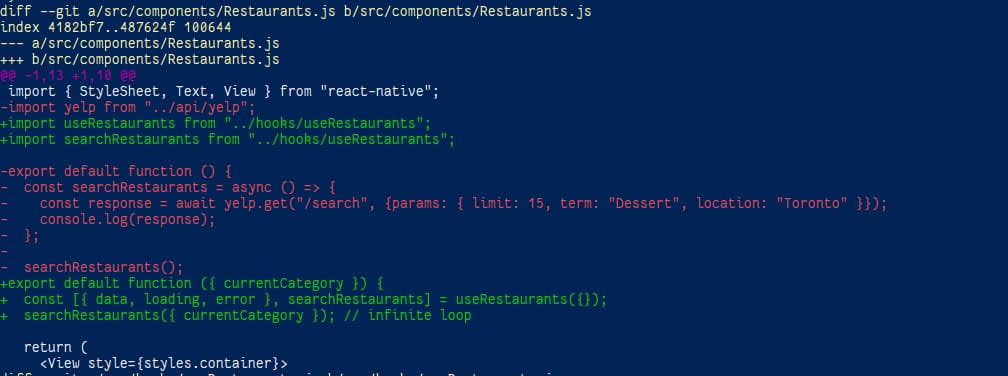 diff --git a/src/components/Restaurants.js b/src/components/Restaurants.js
index 4182bf7..487624f 100644
--- a/src/components/Restaurants.js
+++ b/src/components/Restaurants.js
@@ -1,13 +1,10 @@
 import { StyleSheet, Text, View } from "react-native";
-import yelp from "../api/yelp";
+import useRestaurants from "../hooks/useRestaurants";
+import searchRestaurants from "../hooks/useRestaurants";
-export default function () {
-  const searchRestaurants = async () => {
-    const response = await yelp.get("/search", {params: { limit: 15, term: "Dessert", location: "Toronto" }});
-    console.log(response);
-  };
-
-  searchRestaurants();
+export default function ({ currentCategory }) {
+  const [{ data, loading, error }, searchRestaurants] = useRestaurants({});
+  searchRestaurants({ currentCategory }); // infinite loop
   return (
     <View style={styles.container}>